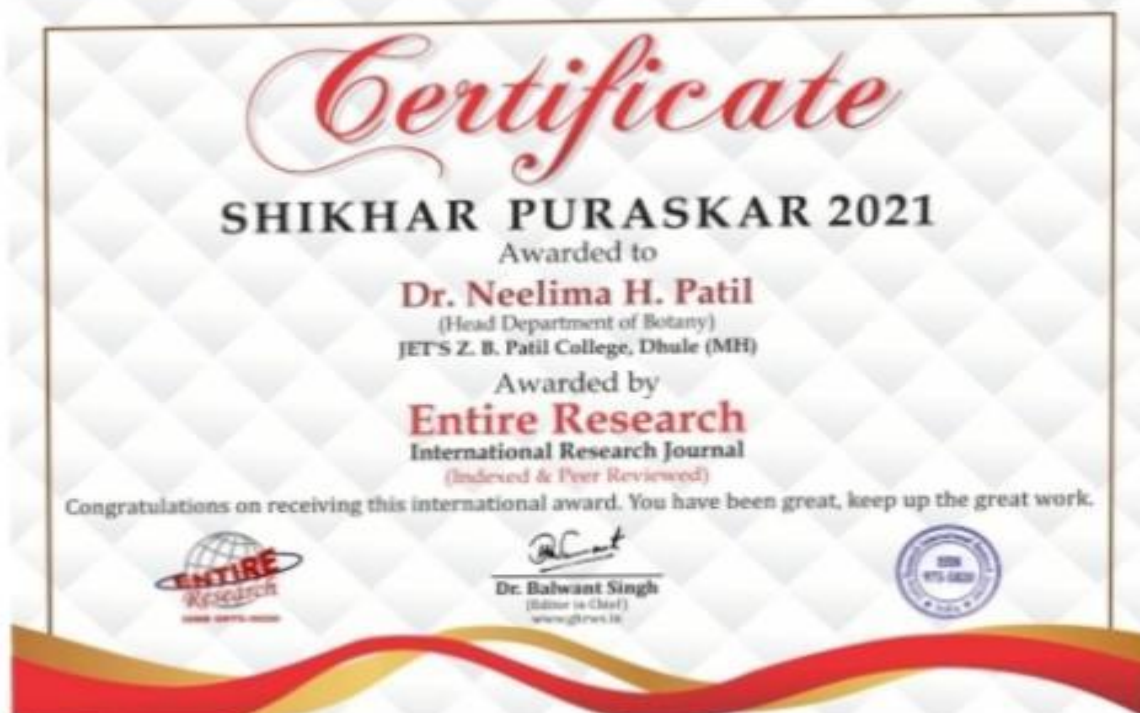 Certificate
SHIKHAR PURASKAR 2021
Awarded to
Dr. Neelima H. Patil
(Head Department of Botany)
JET'S Z. B. Patil College, Dhule (MH)
Awarded by
Entire Research
International Research Journal
(Indexed & Peer Reviewed)
Congratulations on receiving this international award. You have been great, keep up the great work.
ENTIRE
Research
Dr. Balwant Singh
(Editor in Chief)
ISSN